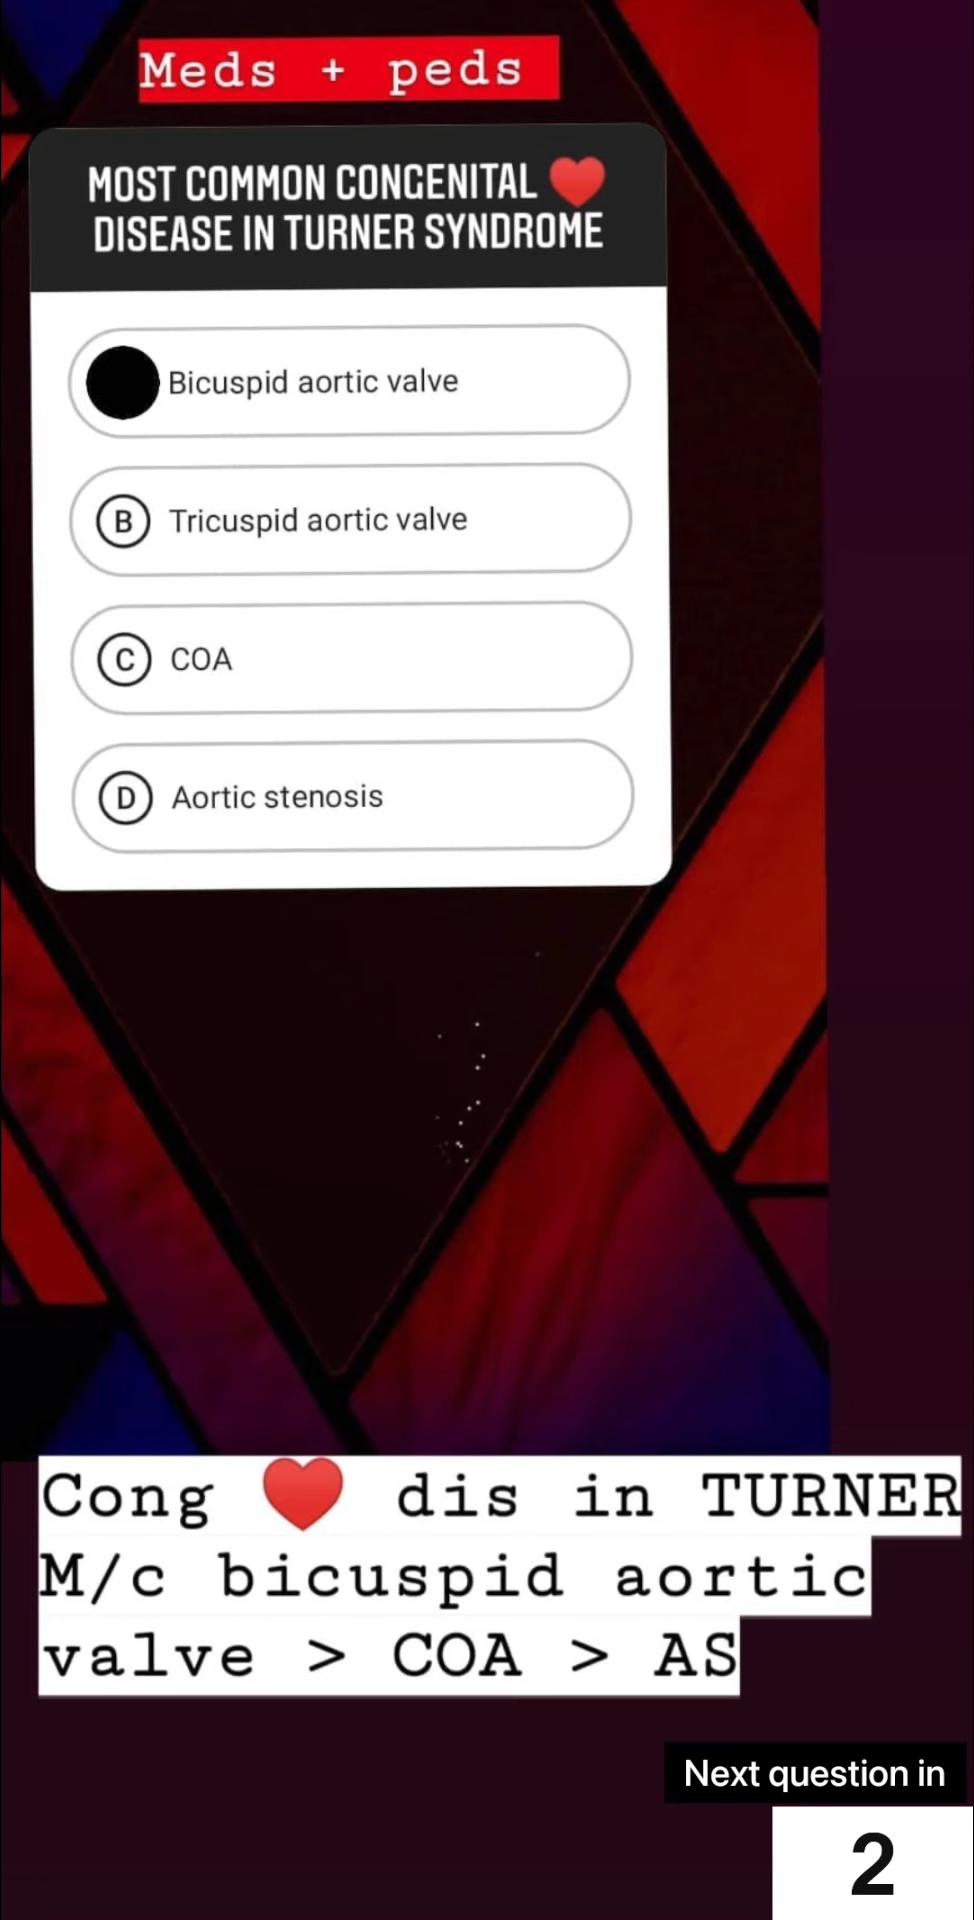 Meds + peds
MOST COMMON CONGENITAL ❤️
DISEASE IN TURNER SYNDROME
Bicuspid aortic valve
B Tricuspid aortic valve
C COA
D Aortic stenosis
Cong ❤️ dis in TURNER
M/c bicuspid aortic
valve > COA > AS
Next question in
2